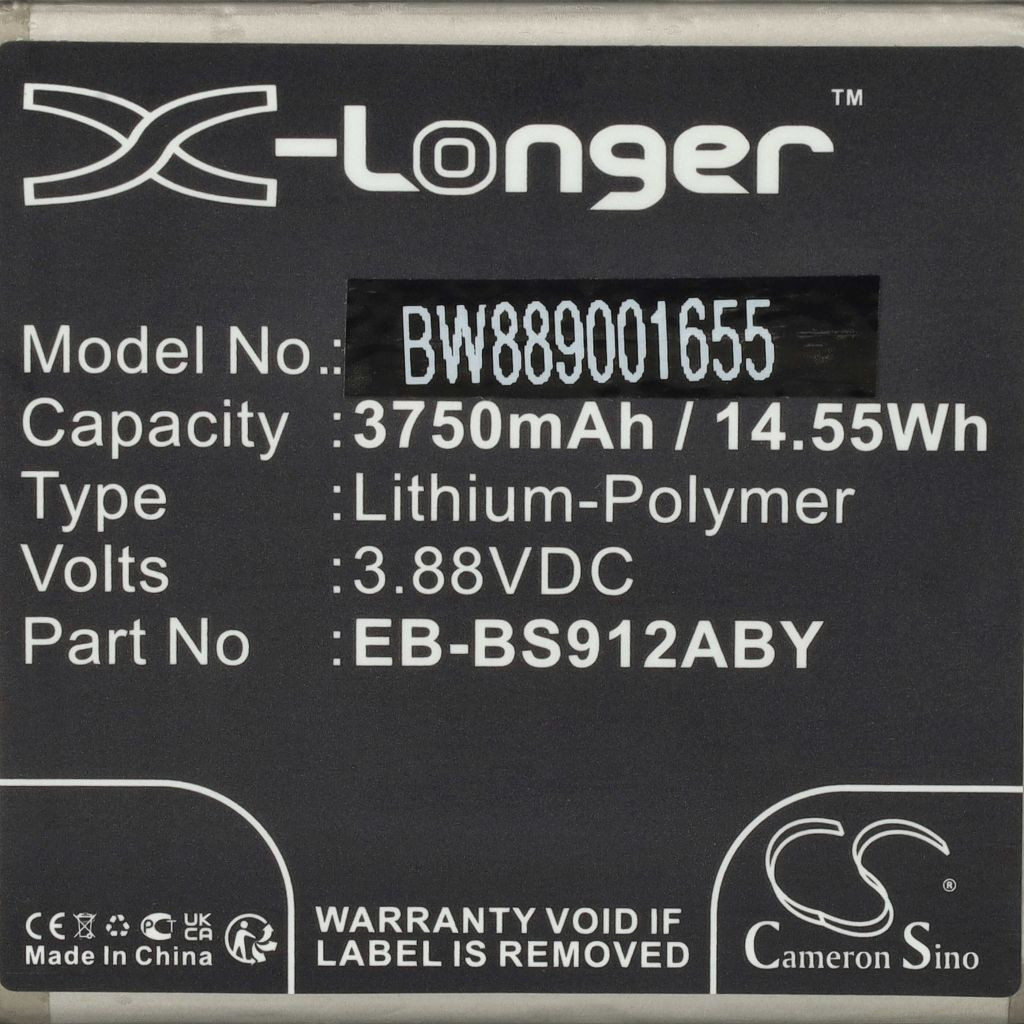 X-Longer™
Model No.: BW889001655
Capacity :3750mAh / 14.55Wh
Type :Lithium-Polymer
Volts :3.88VDC
Part No :EB-BS912ABY
CE PCT UK CA
Made In China
WARRANTY VOID IF
LABEL IS REMOVED
CS®
Cameron Sino